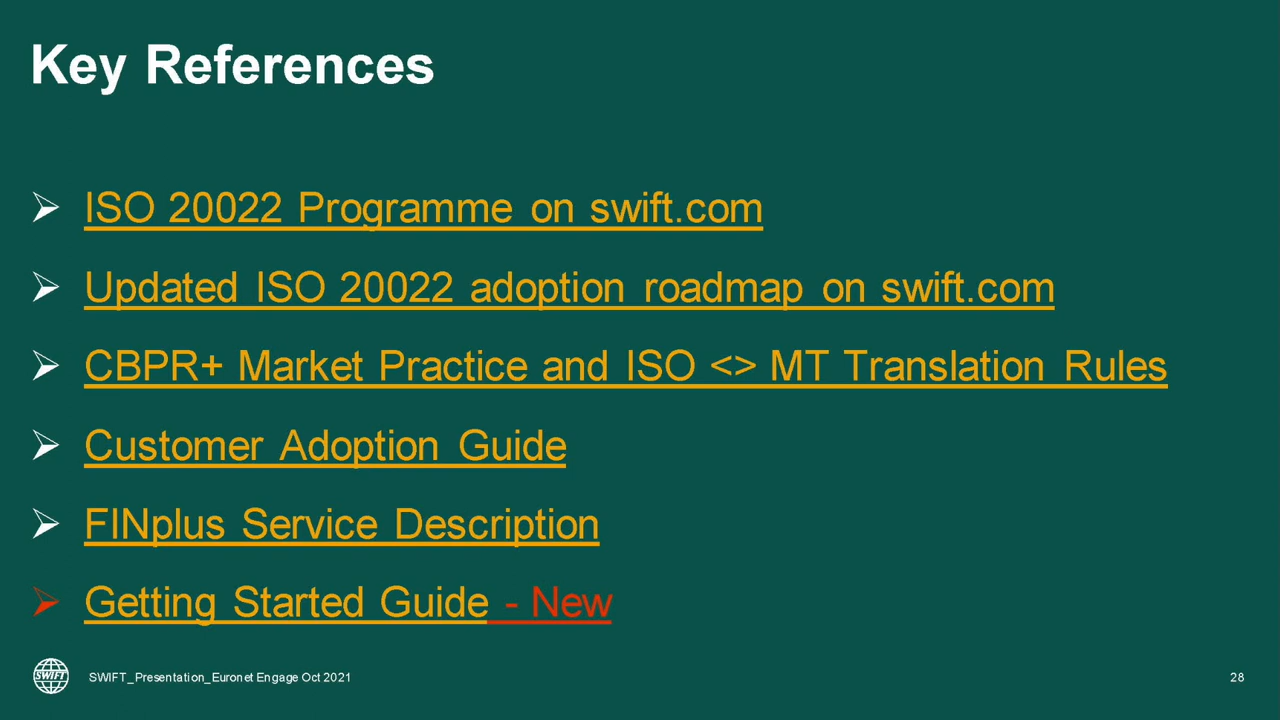 Key References
ISO 20022 Programme on swift.com
Updated ISO 20022 adoption roadmap on swift.com
CBPR+ Market Practice and ISO <> MT Translation Rules
Customer Adoption Guide
FINplus Service Description
Getting Started Guide - New
SWIFT
SWIFT_Presentation_Euronet Engage Oct 2021
28